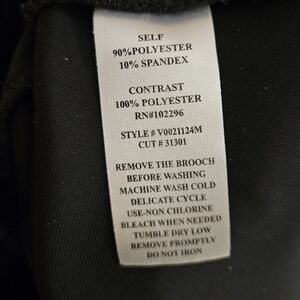 SELF
90%POLYESTER
10% SPANDEX
CONTRAST
100% POLYESTER
RN#102296
STYLE # V0021124M
CUT # 31301
REMOVE THE BROOCH
BEFORE WASHING
MACHINE WASH COLD
DELICATE CYCLE
USE-NON CHLORINE
BLEACH WHEN NEEDED
TUMBLE DRY LOW
REMOVE PROMPTLY
DO NOT IRON